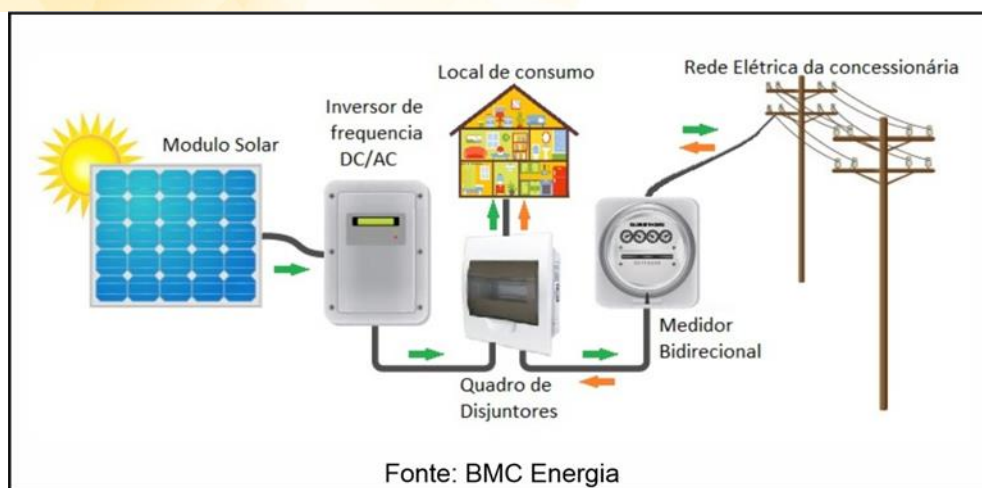 Modulo Solar
Inversor de
frequencia
DC/AC
Local de consumo
Rede Elétrica da concessionária
Quadro de
Disjuntores
Medidor
Bidirecional
Fonte: BMC Energia